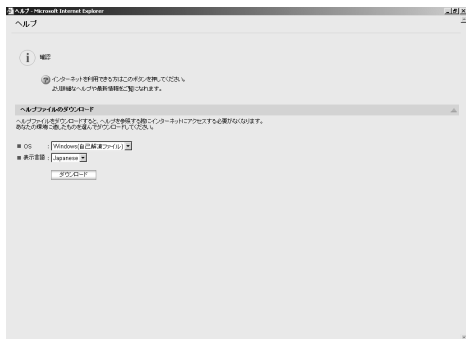 ヘルプ - Microsoft Internet Explorer
ヘルプ
確認
インターネットを利用できる方はこのボタンを押してください。
より詳細なヘルプや最新情報をご覧になれます。
ヘルプファイルのダウンロード
ヘルプファイルをダウンロードすると、ヘルプを参照する際にインターネットにアクセスする必要がなくなります。
あなたの環境に適したものを選んでダウンロードしてください。
■ OS : Windows(自己解凍ファイル)
■ 表示言語 : Japanese
ダウンロード